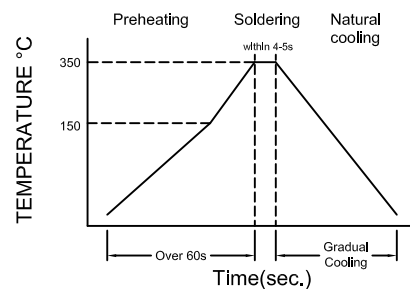 Preheating
Soldering
Natural
cooling
wIthIn 4-5s
TEMPERATURE °C
350
150
Over 60s
Gradual
Cooling
Time(sec.)